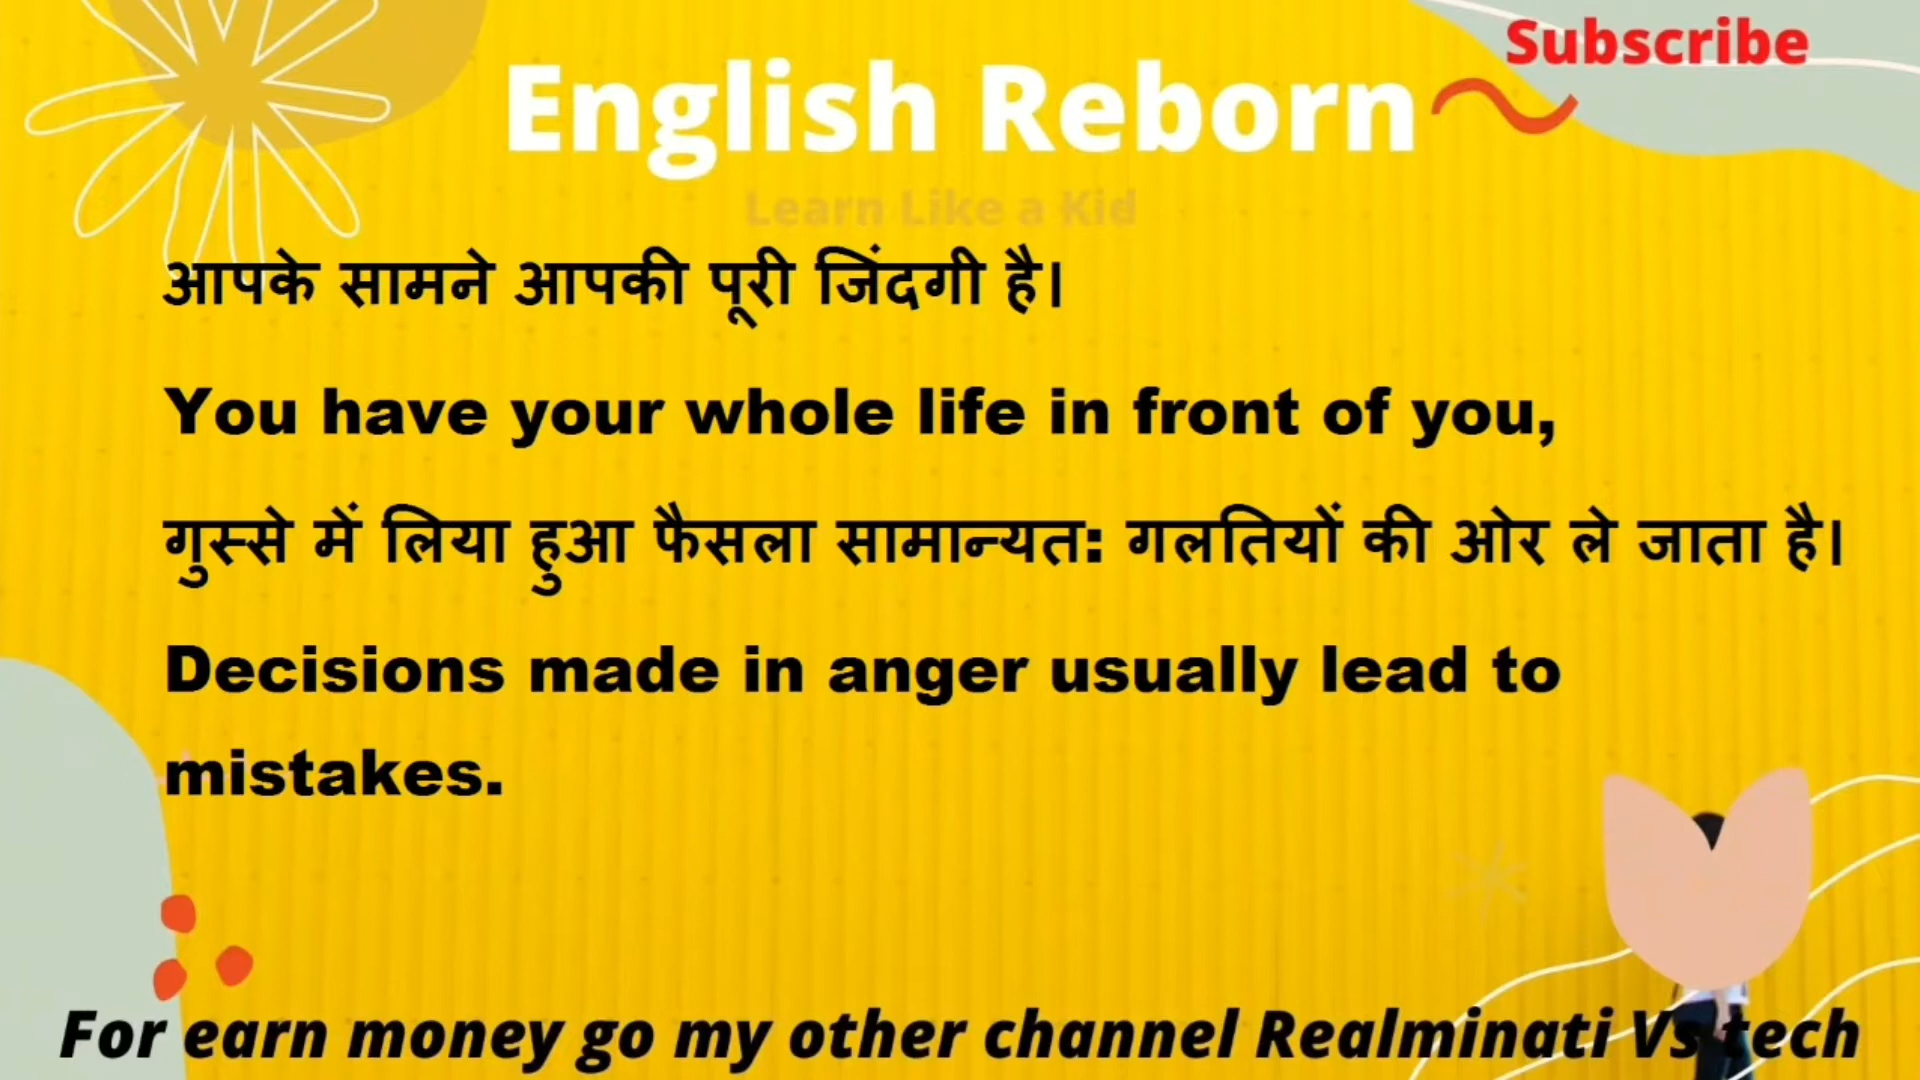 Subscribe
English Reborn
Learn Like a Kid
आपके सामने आपकी पूरी जिंदगी है।
You have your whole life in front of you,
गुस्से में लिया हुआ फैसला सामान्यत: गलतियों की ओर ले जाता है।
Decisions made in anger usually lead to
mistakes.
For earn money go my other channel Realminati Vs tech